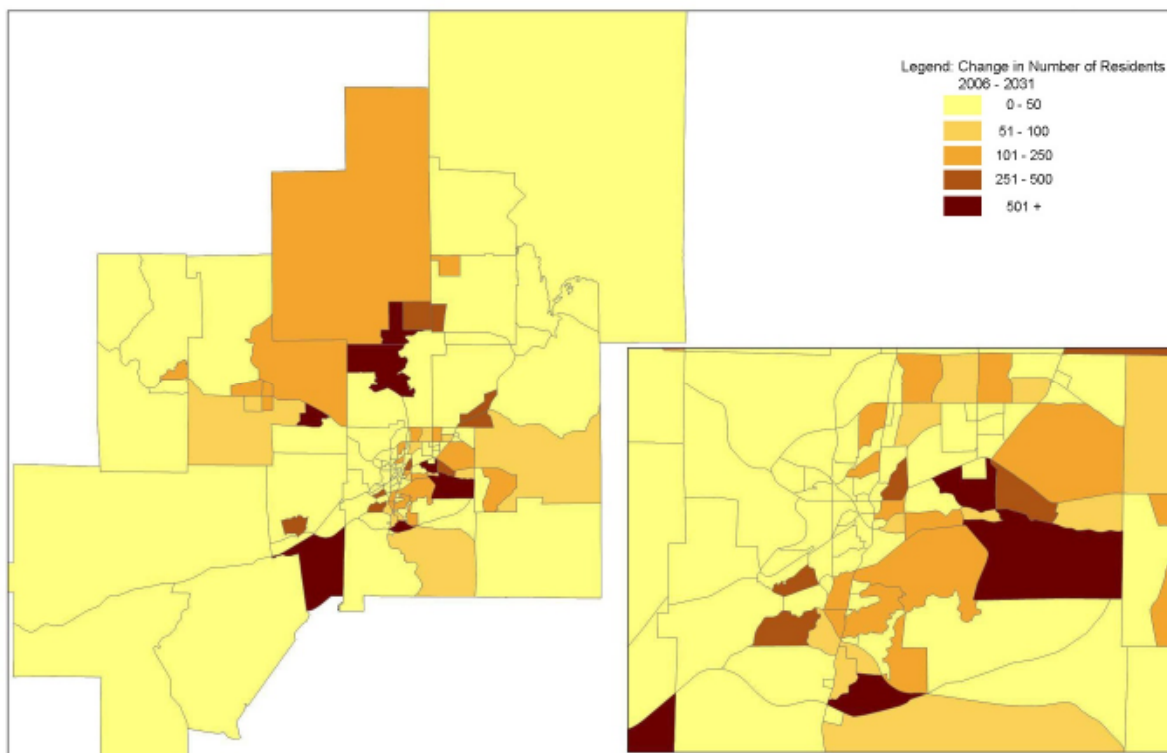 Legend: Change in Number of Residents
2006 - 2031
0 - 50
51 - 100
101 - 250
251 - 500
501 +